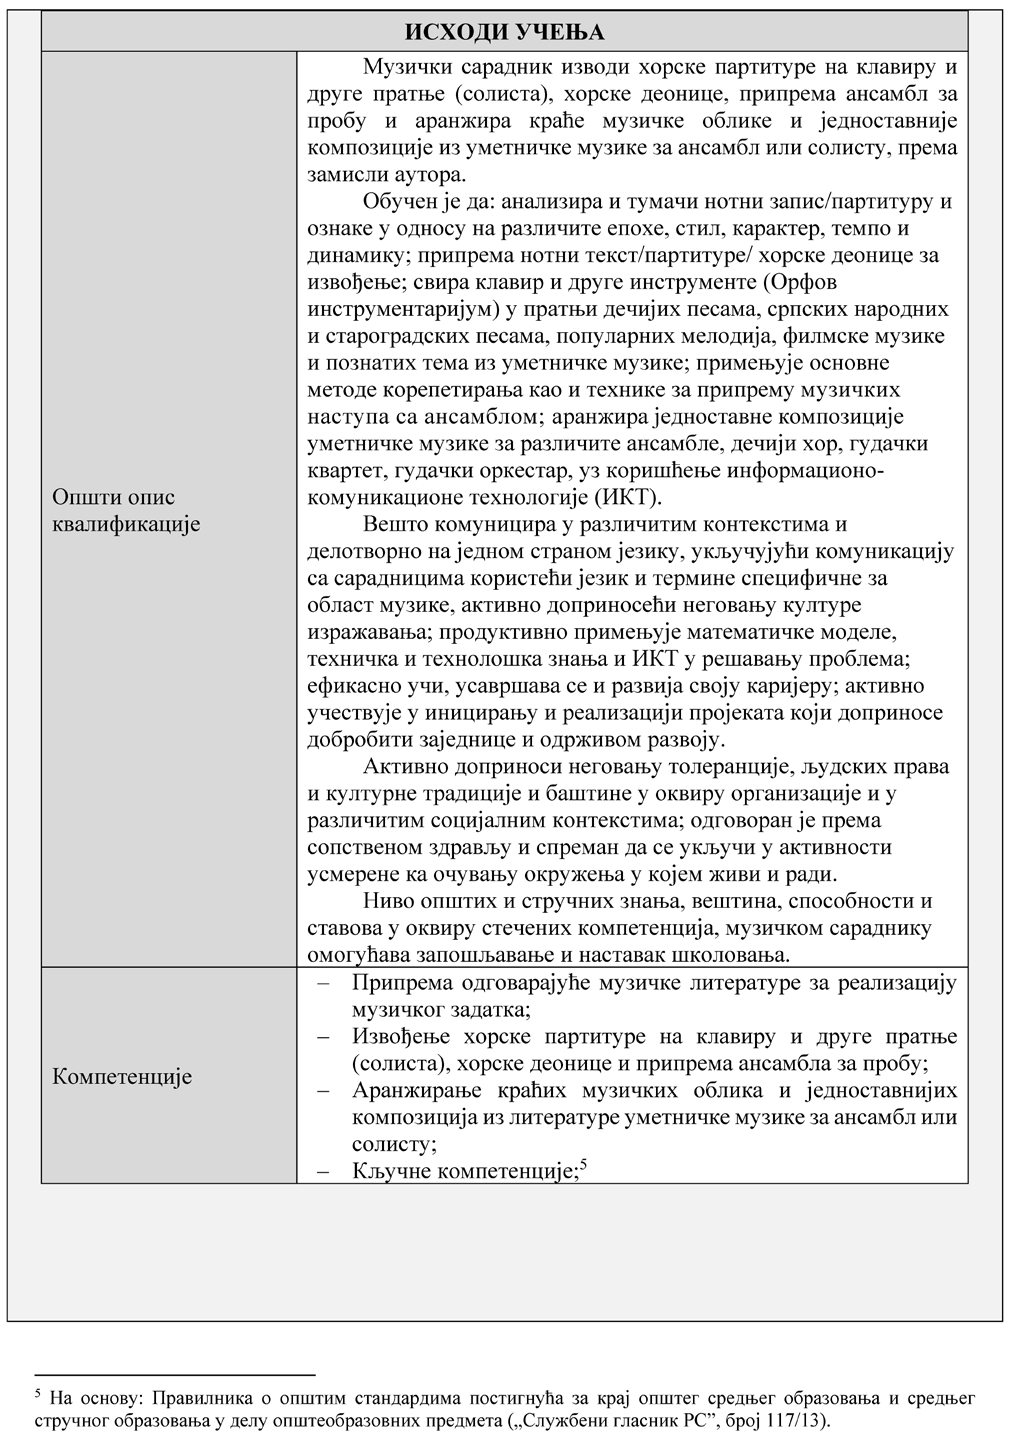 ИСХОДИ УЧЕЊА
Општи опис
квалификације
Музички сарадник изводи хорске партитуре на клавиру и
друге пратње (солиста), хорске деонице, припрема ансамбл за
пробу и аранжира краће музичке облике и једноставније
композиције из уметничке музике за ансамбл или солисту, према
замисли аутора.
Обучен је да: анализира и тумачи нотни запис/партитуру и
ознаке у односу на различите епохе, стил, карактер, темпо и
динамику; припрема нотни текст/партитуре/ хорске деонице за
извођење; свира клавир и друге инструменте (Орфов
инструментаријум) у пратњи дечијих песама, српских народних
и староградских песама, популарних мелодија, филмске музике
и познатих тема из уметничке музике; примењује основне
методе корепетирања као и технике за припрему музичких
наступа са ансамблом; аранжира једноставне композиције
уметничке музике за различите ансамбле, дечији хор, гудачки
квартет, гудачки оркестар, уз коришћење информационо-
комуникационе технологије (ИКТ).
Вешто комуницира у различитим контекстима и
делотворно на једном страном језику, укључујући комуникацију
са сарадницима користећи језик и термине специфичне за
област музике, активно доприносећи неговању културе
изражавања; продуктивно примењује математичке моделе,
техничка и технолошка знања и ИКТ у решавању проблема;
ефикасно учи, усавршава се и развија своју каријеру; активно
учествује у иницирању и реализацији пројеката који доприносе
добробити заједнице и одрживом развоју.
Активно доприноси неговању толеранције, људских права
и културне традиције и баштине у оквиру организације и у
различитим социјалним контекстима; одговоран је према
сопственом здрављу и спреман да се укључи у активности
усмерене ка очувању окружења у којем живи и ради.
Ниво општих и стручних знања, вештина, способности и
ставова у оквиру стечених компетенција, музичком сараднику
омогућава запошљавање и наставак школовања.
Компетенције
– Припрема одговарајуће музичке литературе за реализацију
музичког задатка;
– Извођење хорске партитуре на клавиру и друге пратње
(солиста), хорске деонице и припрема ансамбла за пробу;
– Аранжирање краћих музичких облика и једноставнијих
композиција из литературе уметничке музике за ансамбл или
солисту;
– Кључне компетенције;⁵
⁵ На основу: Правилника о општим стандардима постигнућа за крај општег средњег образовања и средњег
стручног образовања у делу општеобразовних предмета („Службени гласник РС”, број 117/13).